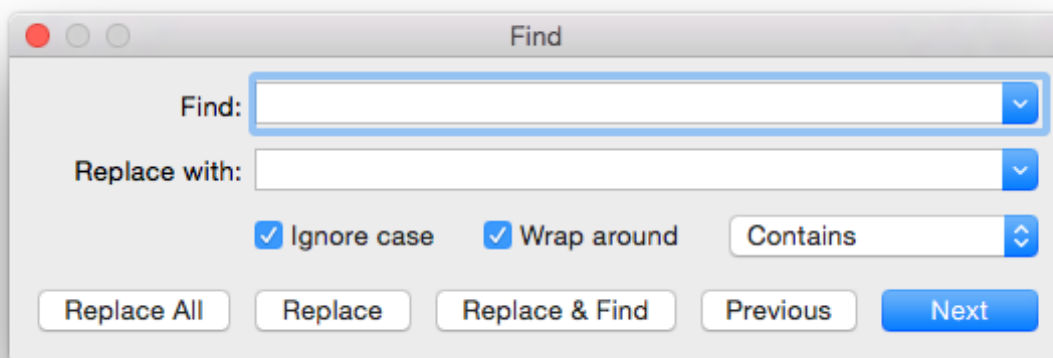 Find
Find:
Replace with:
Ignore case Wrap around Contains
Replace All Replace Replace & Find Previous Next